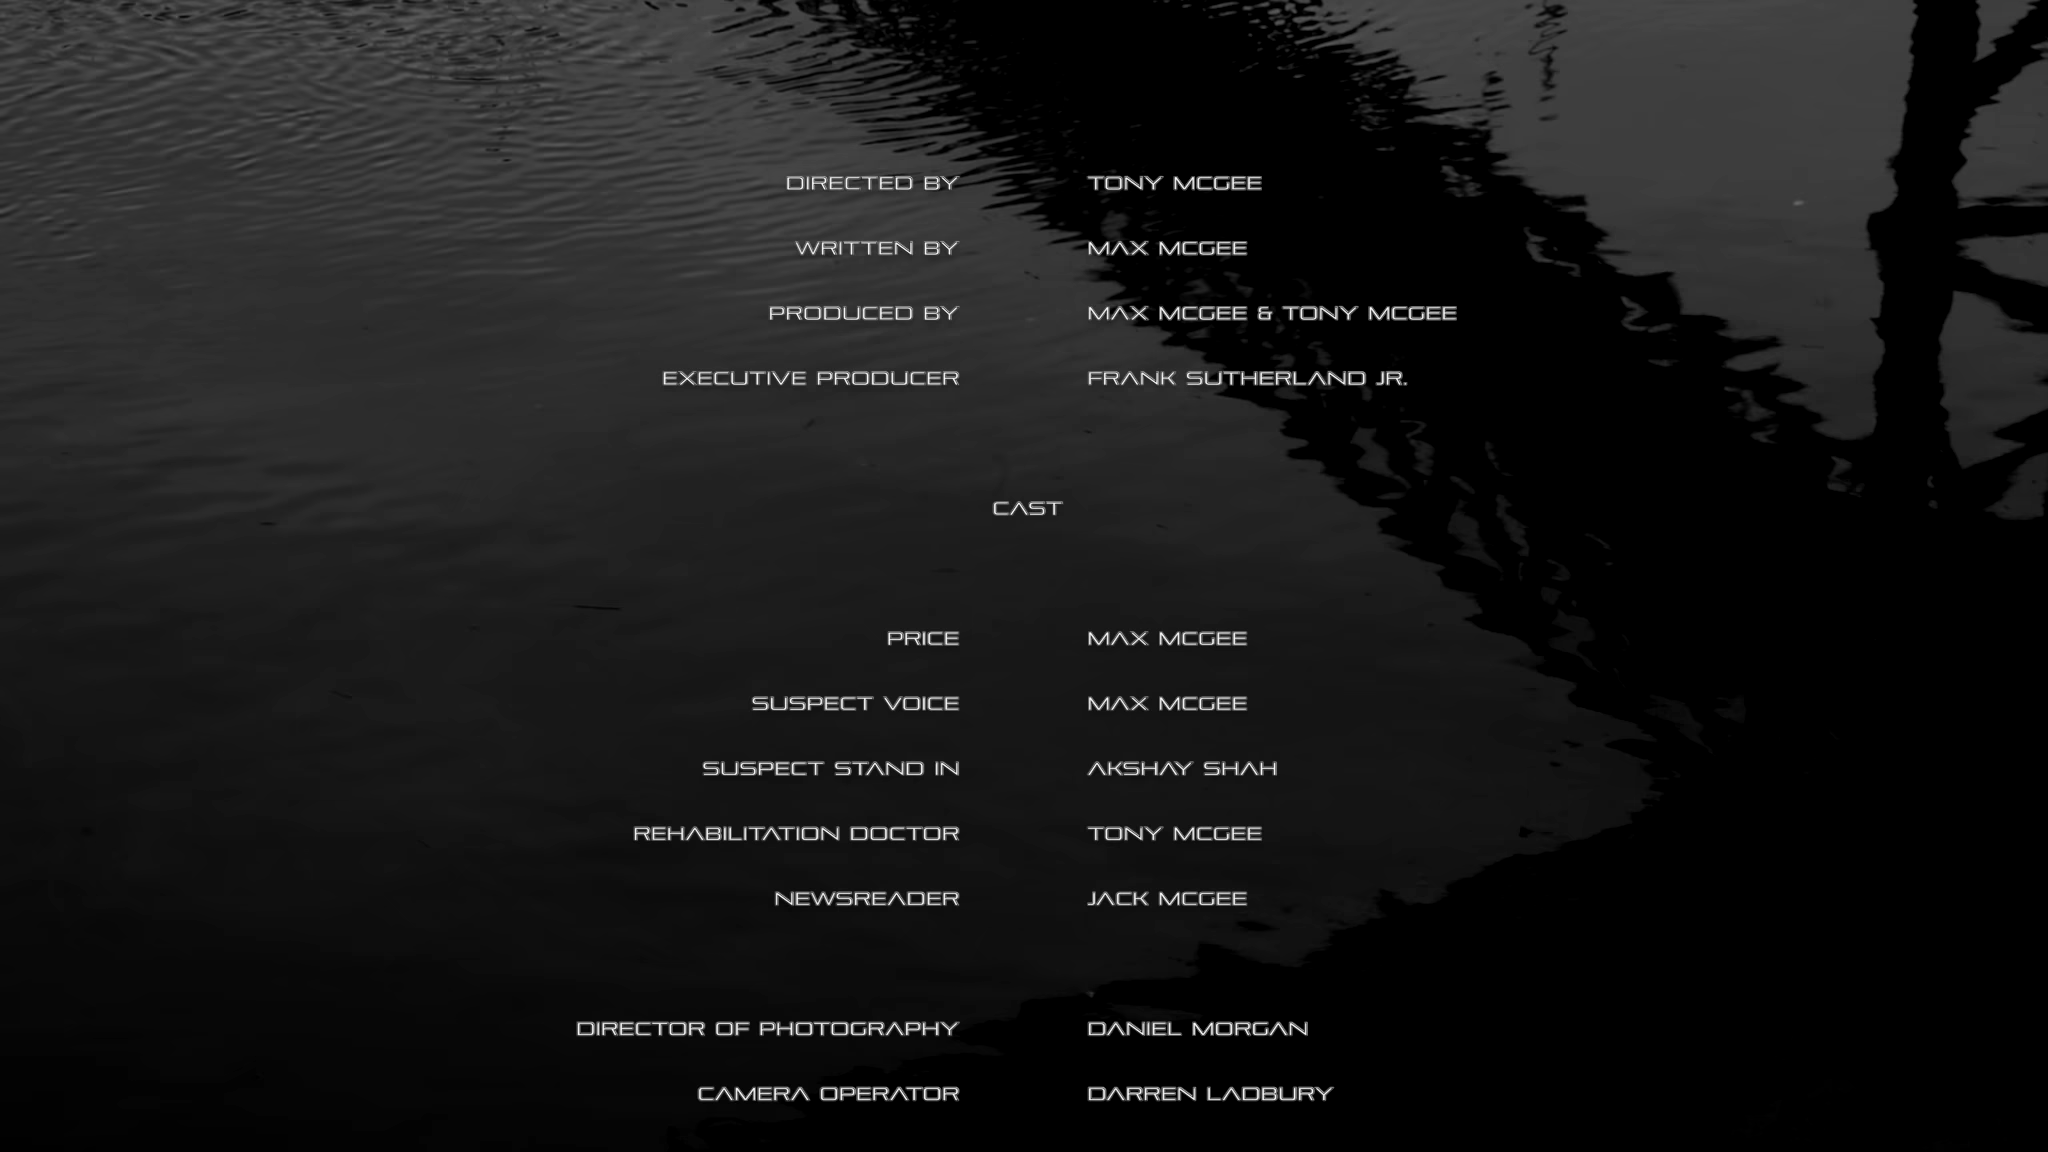 DIRECTED BY TONY MCGEE
WRITTEN BY MAX MCGEE
PRODUCED BY MAX MCGEE & TONY MCGEE
EXECUTIVE PRODUCER FRANK SUTHERLAND JR.
CAST
PRICE MAX MCGEE
SUSPECT VOICE MAX MCGEE
SUSPECT STAND IN AKSHAY SHAH
REHABILITATION DOCTOR TONY MCGEE
NEWSREADER JACK MCGEE
DIRECTOR OF PHOTOGRAPHY DANIEL MORGAN
CAMERA OPERATOR DARREN LADBURY